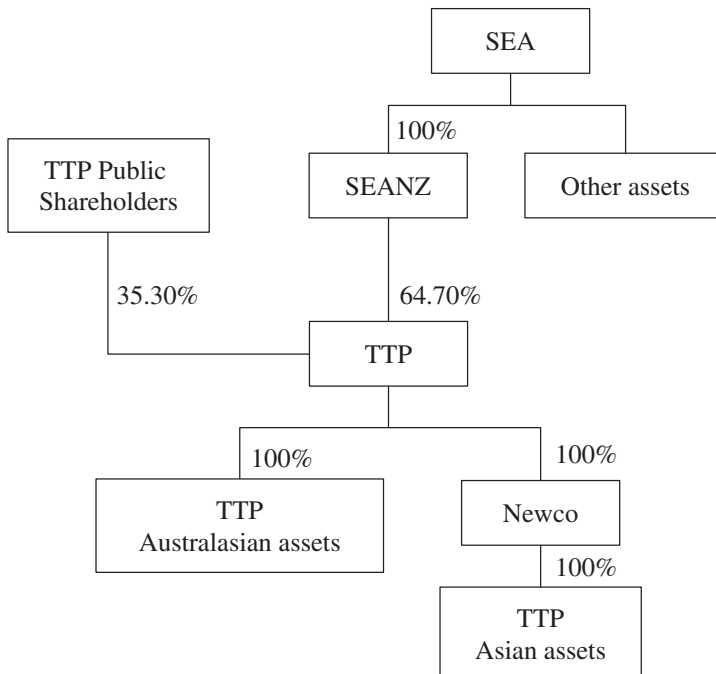 SEA
100%
TTP Public
Shareholders
SEANZ
Other assets
35.30%
64.70%
TTP
100%
100%
TTP
Australasian assets
Newco
100%
TTP
Asian assets